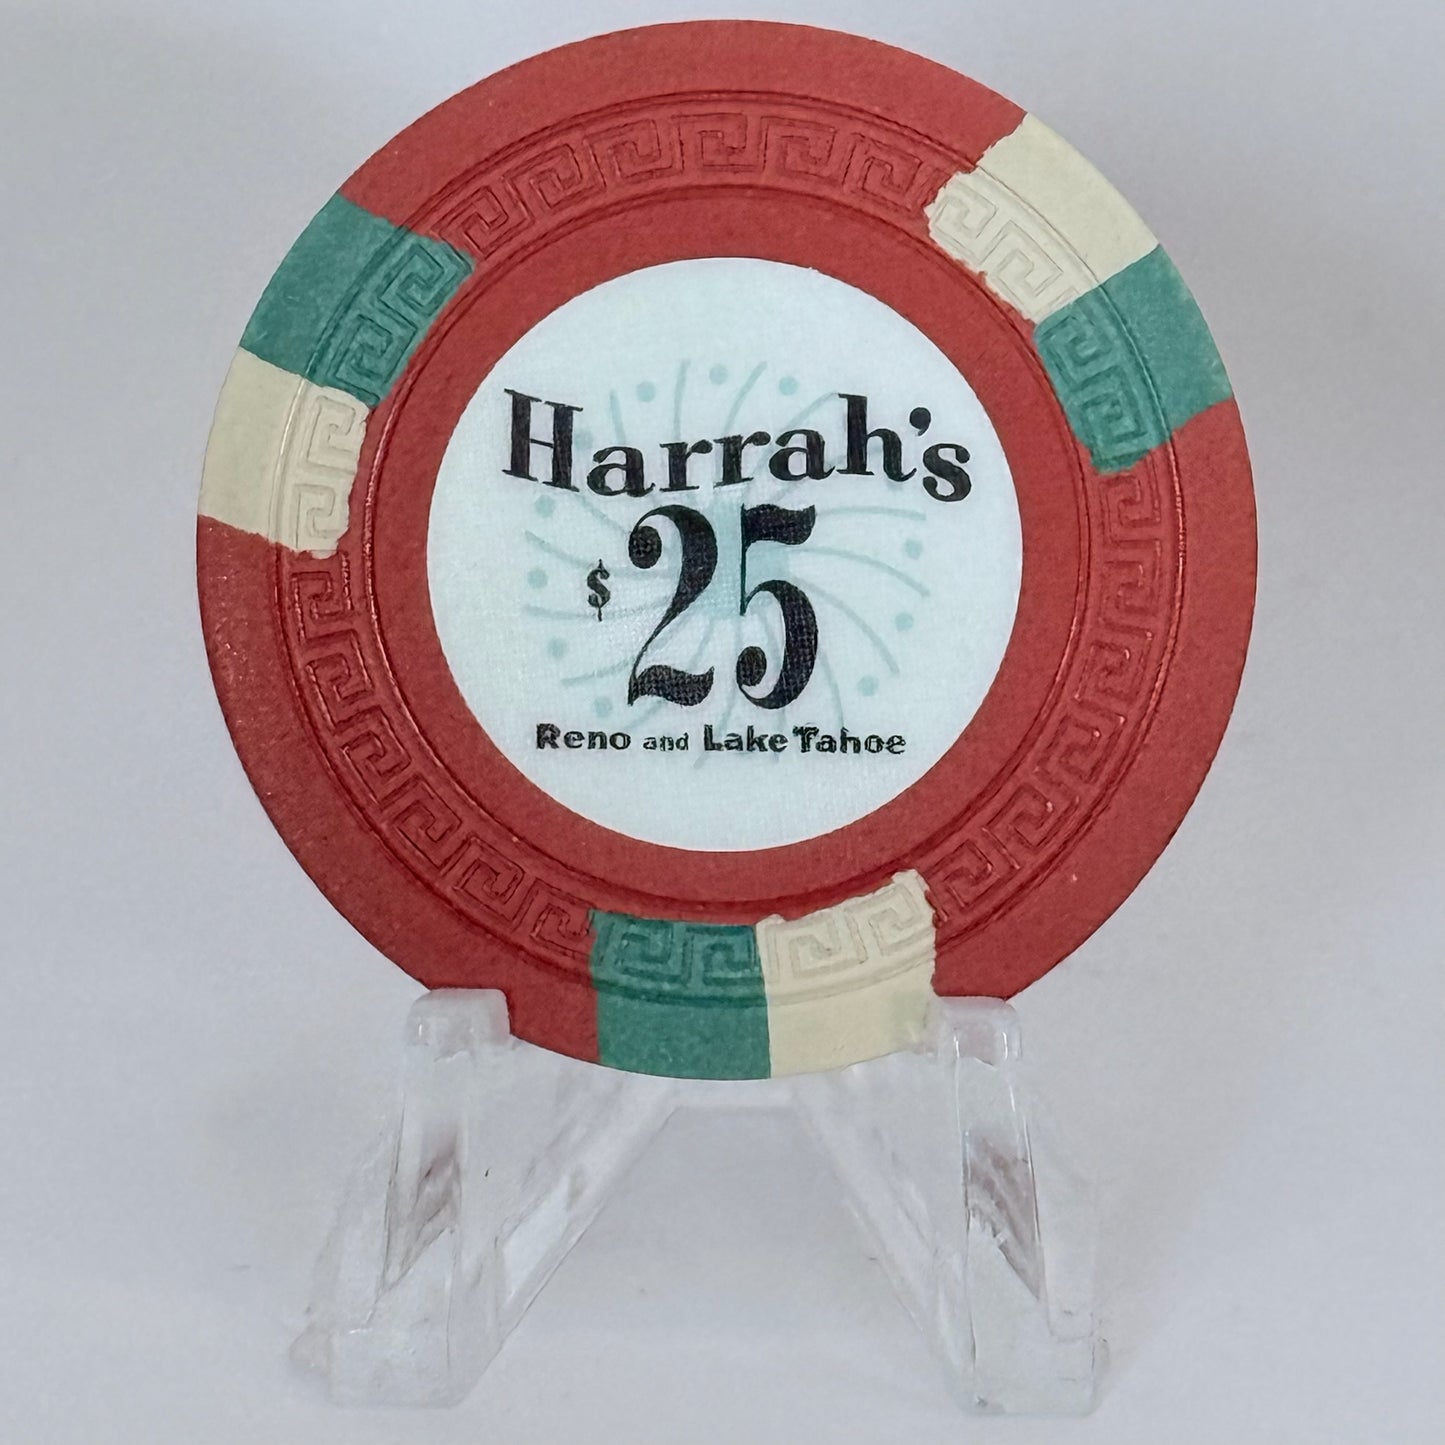 Harrah's
$25
Reno and Lake Tahoe